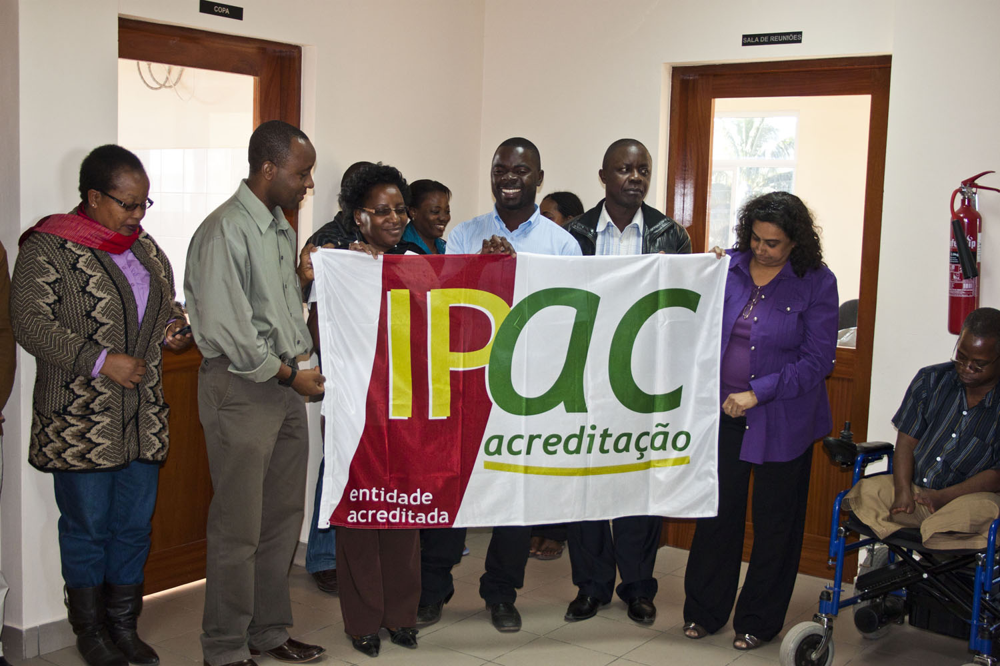 COPA
SALA DE REUNIÕES
IPac
acreditação
entidade
acreditada